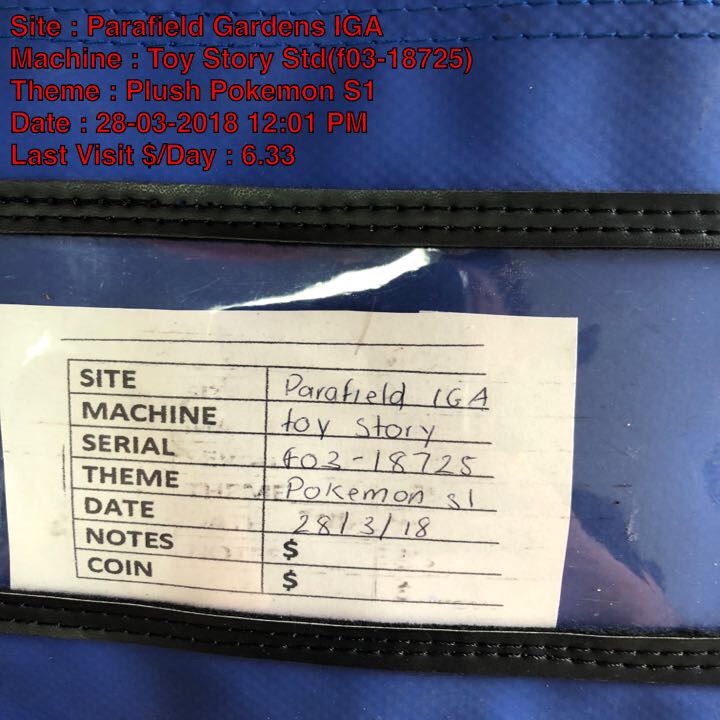 Site : Parafield Gardens IGA
Machine : Toy Story Std(f03-18725)
Theme : Plush Pokemon S1
Date : 28-03-2018 12:01 PM
Last Visit $/Day : 6.33
SITE Parafield IGA
MACHINE toy story
SERIAL f03-18725
THEME Pokemon s1
DATE 28/3/18
NOTES $
COIN $